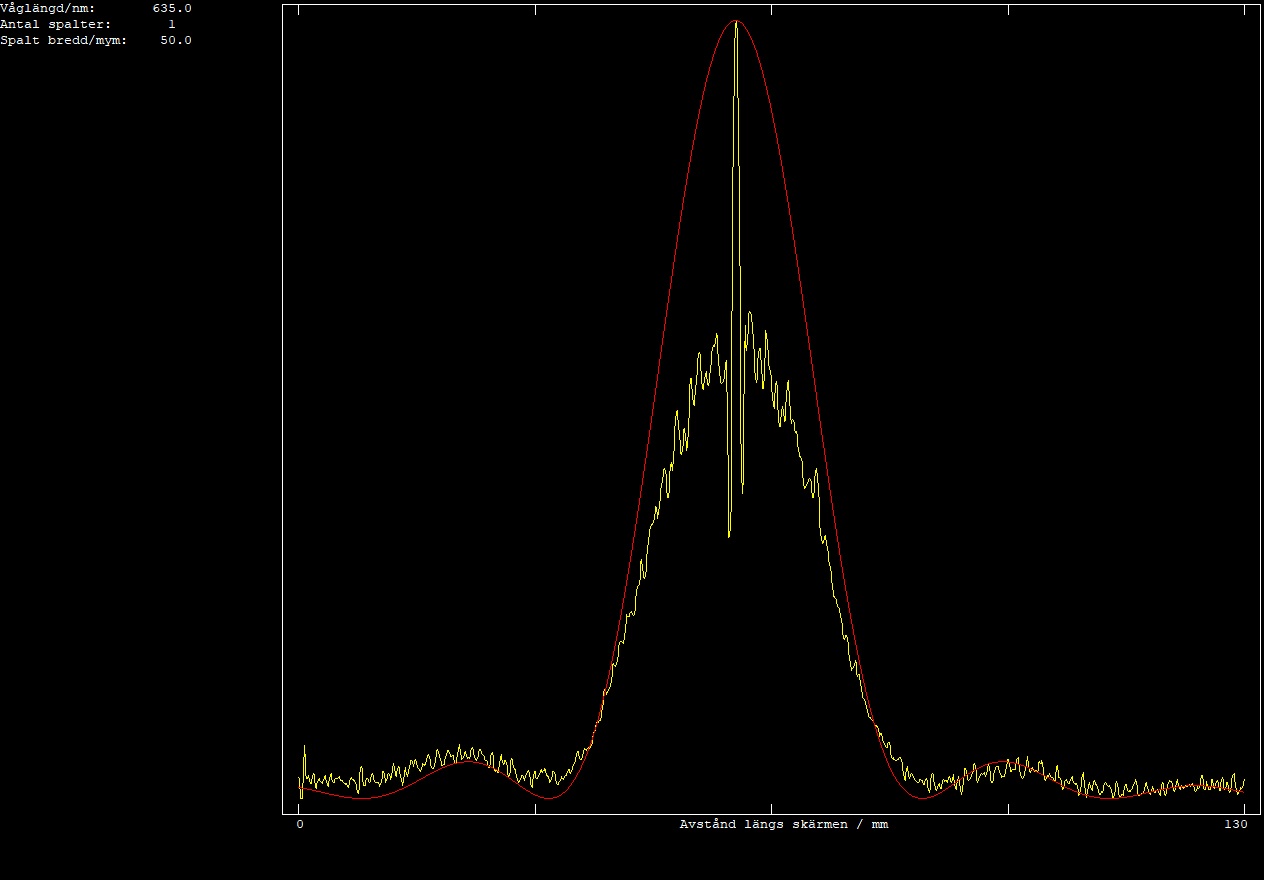 Våglängd/nm: 635.0
Antal spalter: 1
Spalt bredd/mym: 50.0
0 Avstånd längs skärmen / mm 130